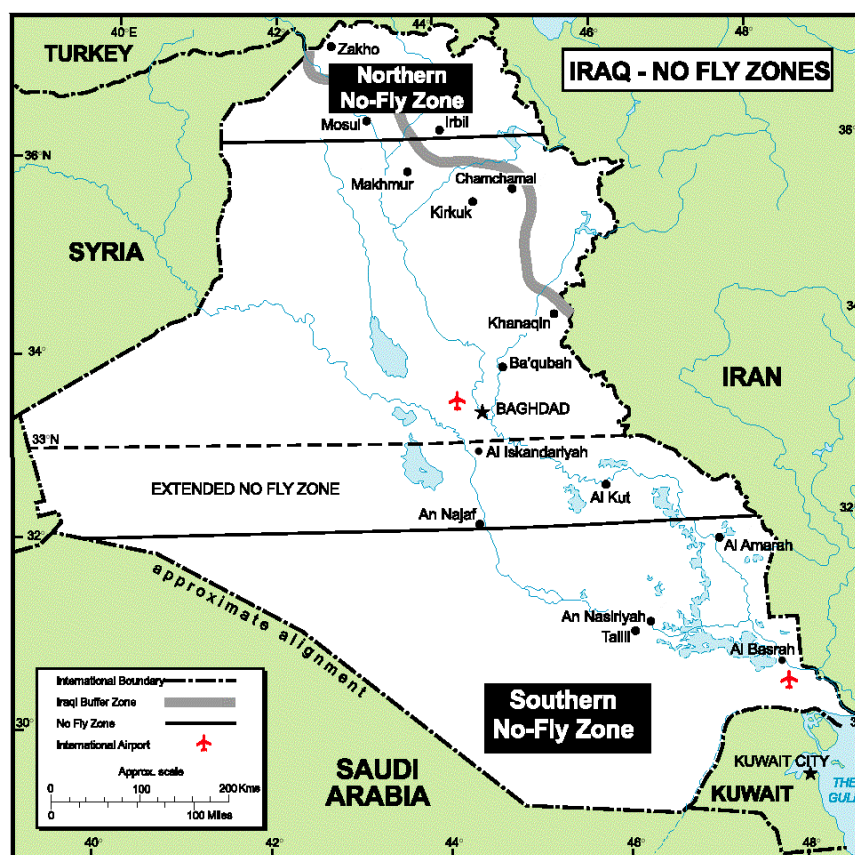 40°E
42°
44
46°
48°
TURKEY
Zakho
IRAQ - NO FLY ZONES
Northern
No-Fly Zone
Mosul
Irbil
36°N
36°
Makhmur
Chamchamal
Kirkuk
SYRIA
Khanaqin
34°
34°
Ba'qubah
IRAN
BAGHDAD
33°N
Al Iskandariyah
EXTENDED NO FLY ZONE
Al Kut
An Najaf
32°
32°
Al Amarah
approximate alignment
An Nasiriyah
Tallil
Al Basrah
International Boundary
Iraqi Buffer Zone
No Fly Zone
International Airport
Approx. scale
0 100 200 Kms
0 100 Miles
Southern
No-Fly Zone
30°
SAUDI
ARABIA
KUWAIT CITY
KUWAIT
THE
GUL
40°
42°
44
46°
48°